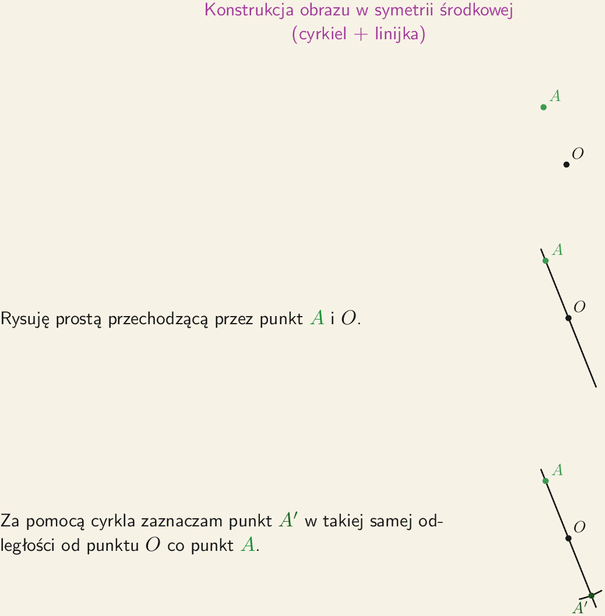 Konstrukcja obrazu w symetrii środkowej
(cyrkiel + linijka)
A
O
A
O
Rysuję prostą przechodzącą przez punkt A i O.
A
O
Za pomocą cyrkla zaznaczam punkt A′ w takiej samej od-
ległości od punktu O co punkt A.
A′